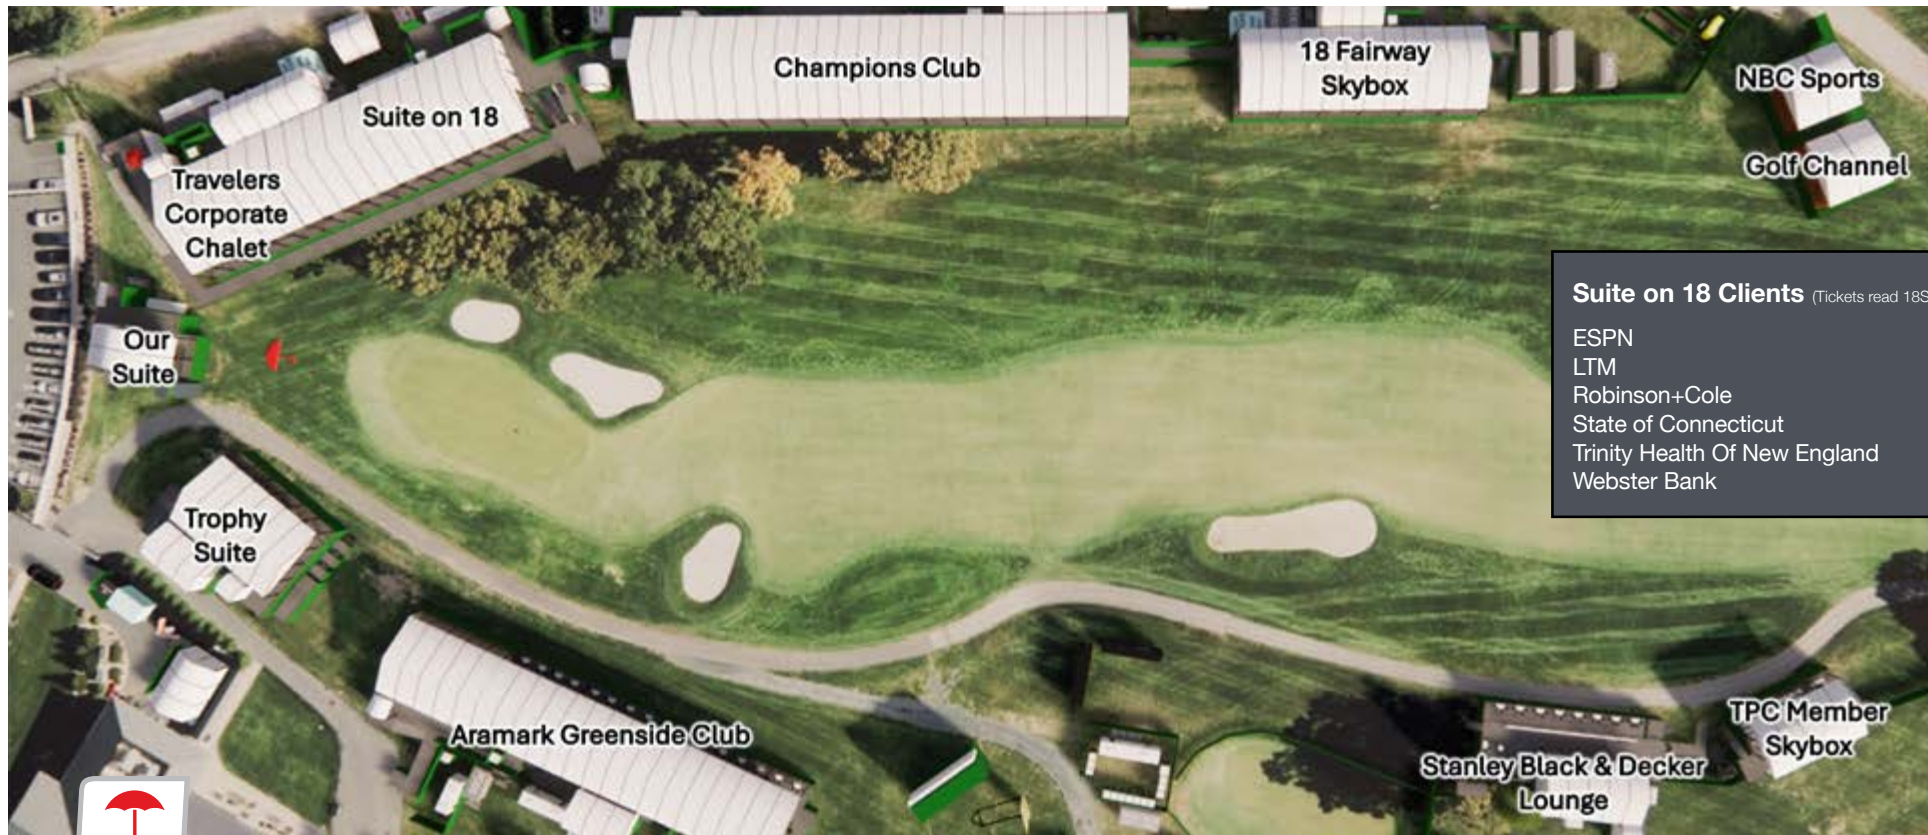 Champions Club
18 Fairway
Skybox
NBC Sports
Suite on 18
Golf Channel
Travelers
Corporate
Chalet
Our
Suite
Suite on 18 Clients (Tickets read 18S
ESPN
LTM
Robinson+Cole
State of Connecticut
Trinity Health Of New England
Webster Bank
Trophy
Suite
Aramark Greenside Club
TPC Member
Skybox
Stanley Black & Decker
Lounge